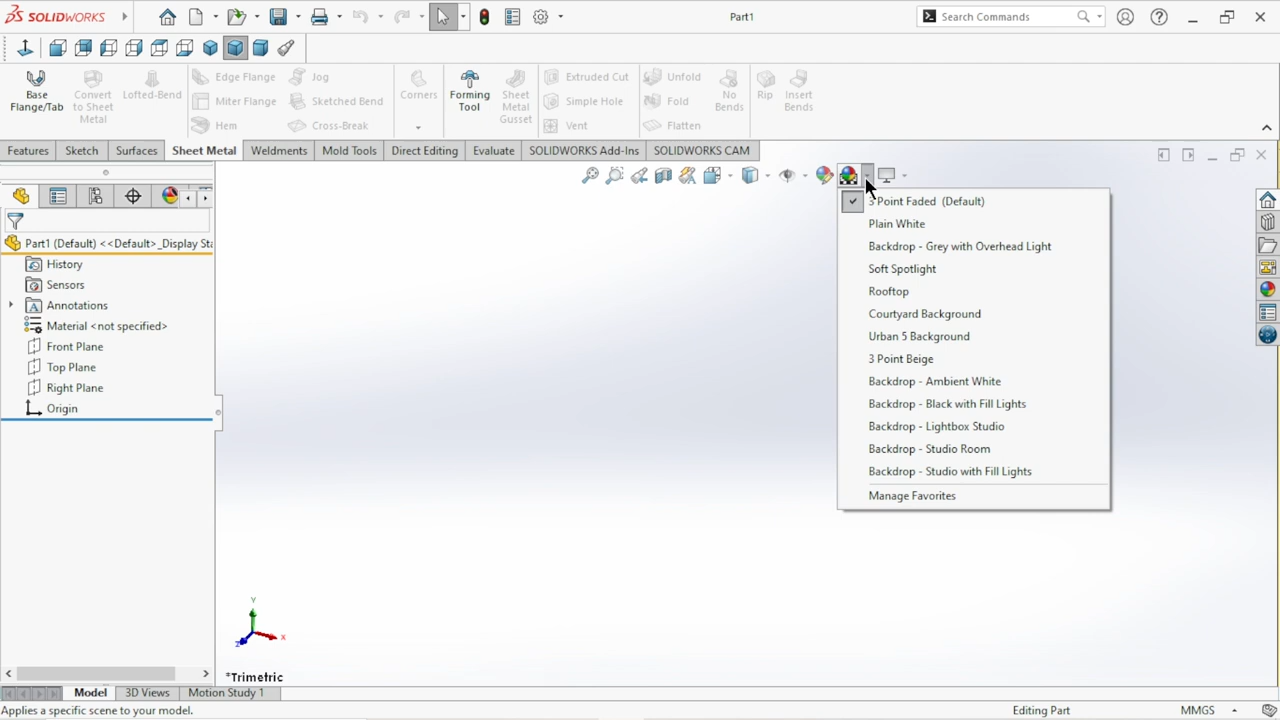 SOLIDWORKS
Part1
Search Commands
Base Flange/Tab
Convert to Sheet Metal
Lofted-Bend
Edge Flange
Miter Flange
Hem
Jog
Sketched Bend
Cross-Break
Corners
Forming Tool
Sheet Metal Gusset
Extruded Cut
Simple Hole
Vent
Unfold
Fold
Flatten
No Bends
Rip
Insert Bends
Features
Sketch
Surfaces
Sheet Metal
Weldments
Mold Tools
Direct Editing
Evaluate
SOLIDWORKS Add-Ins
SOLIDWORKS CAM
Part1 (Default) <<Default>_Display Sta
History
Sensors
Annotations
Material <not specified>
Front Plane
Top Plane
Right Plane
Origin
3 Point Faded (Default)
Plain White
Backdrop - Grey with Overhead Light
Soft Spotlight
Rooftop
Courtyard Background
Urban 5 Background
3 Point Beige
Backdrop - Ambient White
Backdrop - Black with Fill Lights
Backdrop - Lightbox Studio
Backdrop - Studio Room
Backdrop - Studio with Fill Lights
Manage Favorites
Y
X
Z
*Trimetric
Model
3D Views
Motion Study 1
Applies a specific scene to your model.
Editing Part
MMGS